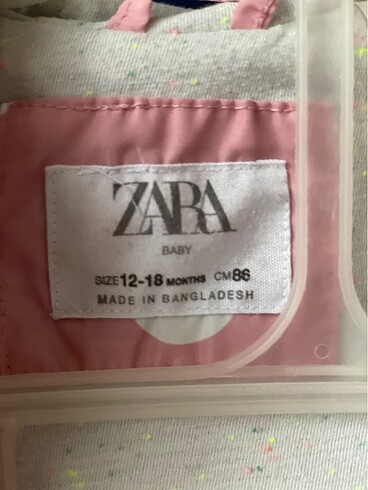 ZARA
BABY
SIZE 12-18 MONTHS CM 86
MADE IN BANGLADESH